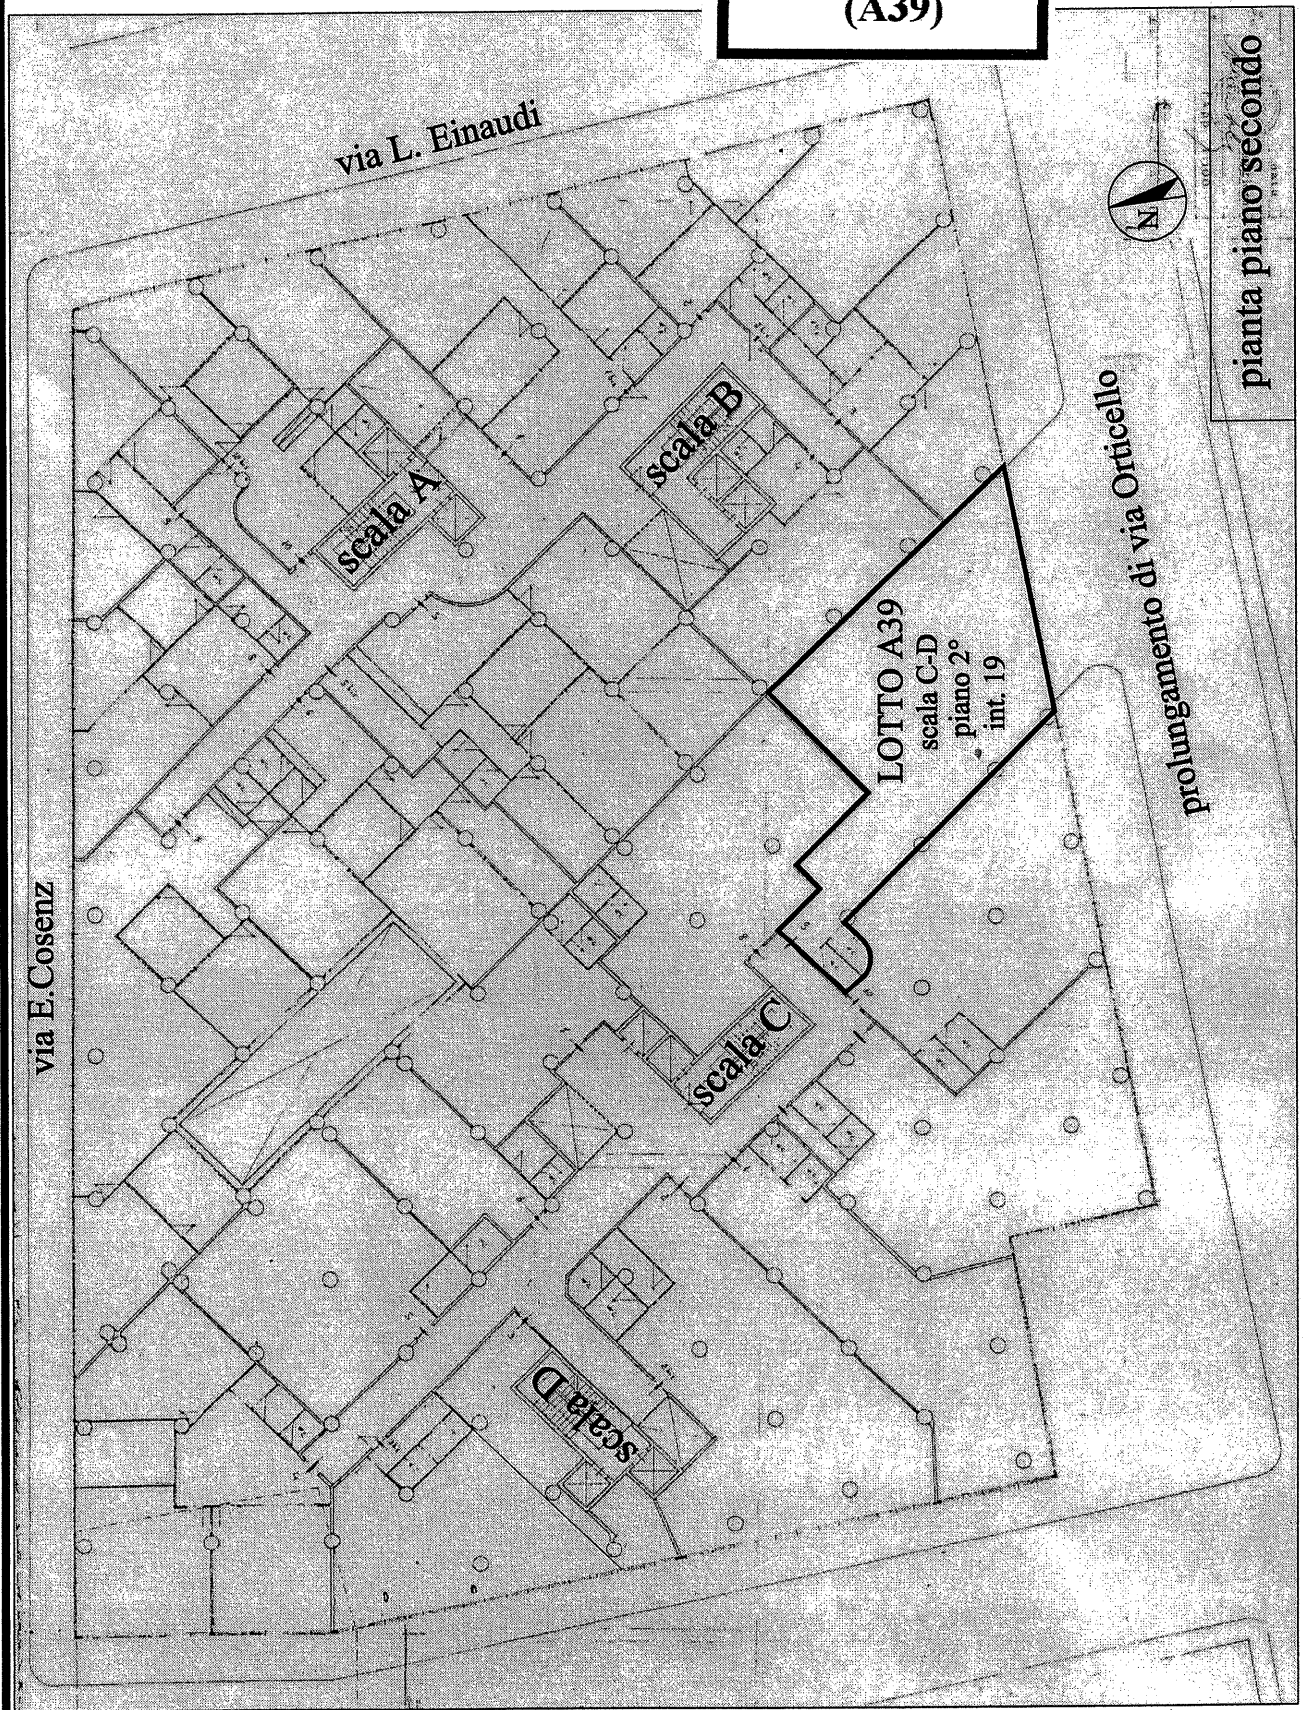 (A39)
via L. Einaudi
pianta piano secondo
N
scala B
scala A
prolungamento di via Orticello
LOTTO A39
scala C-D
piano 2°
int. 19
via E.Cosenz
scala C
scala D